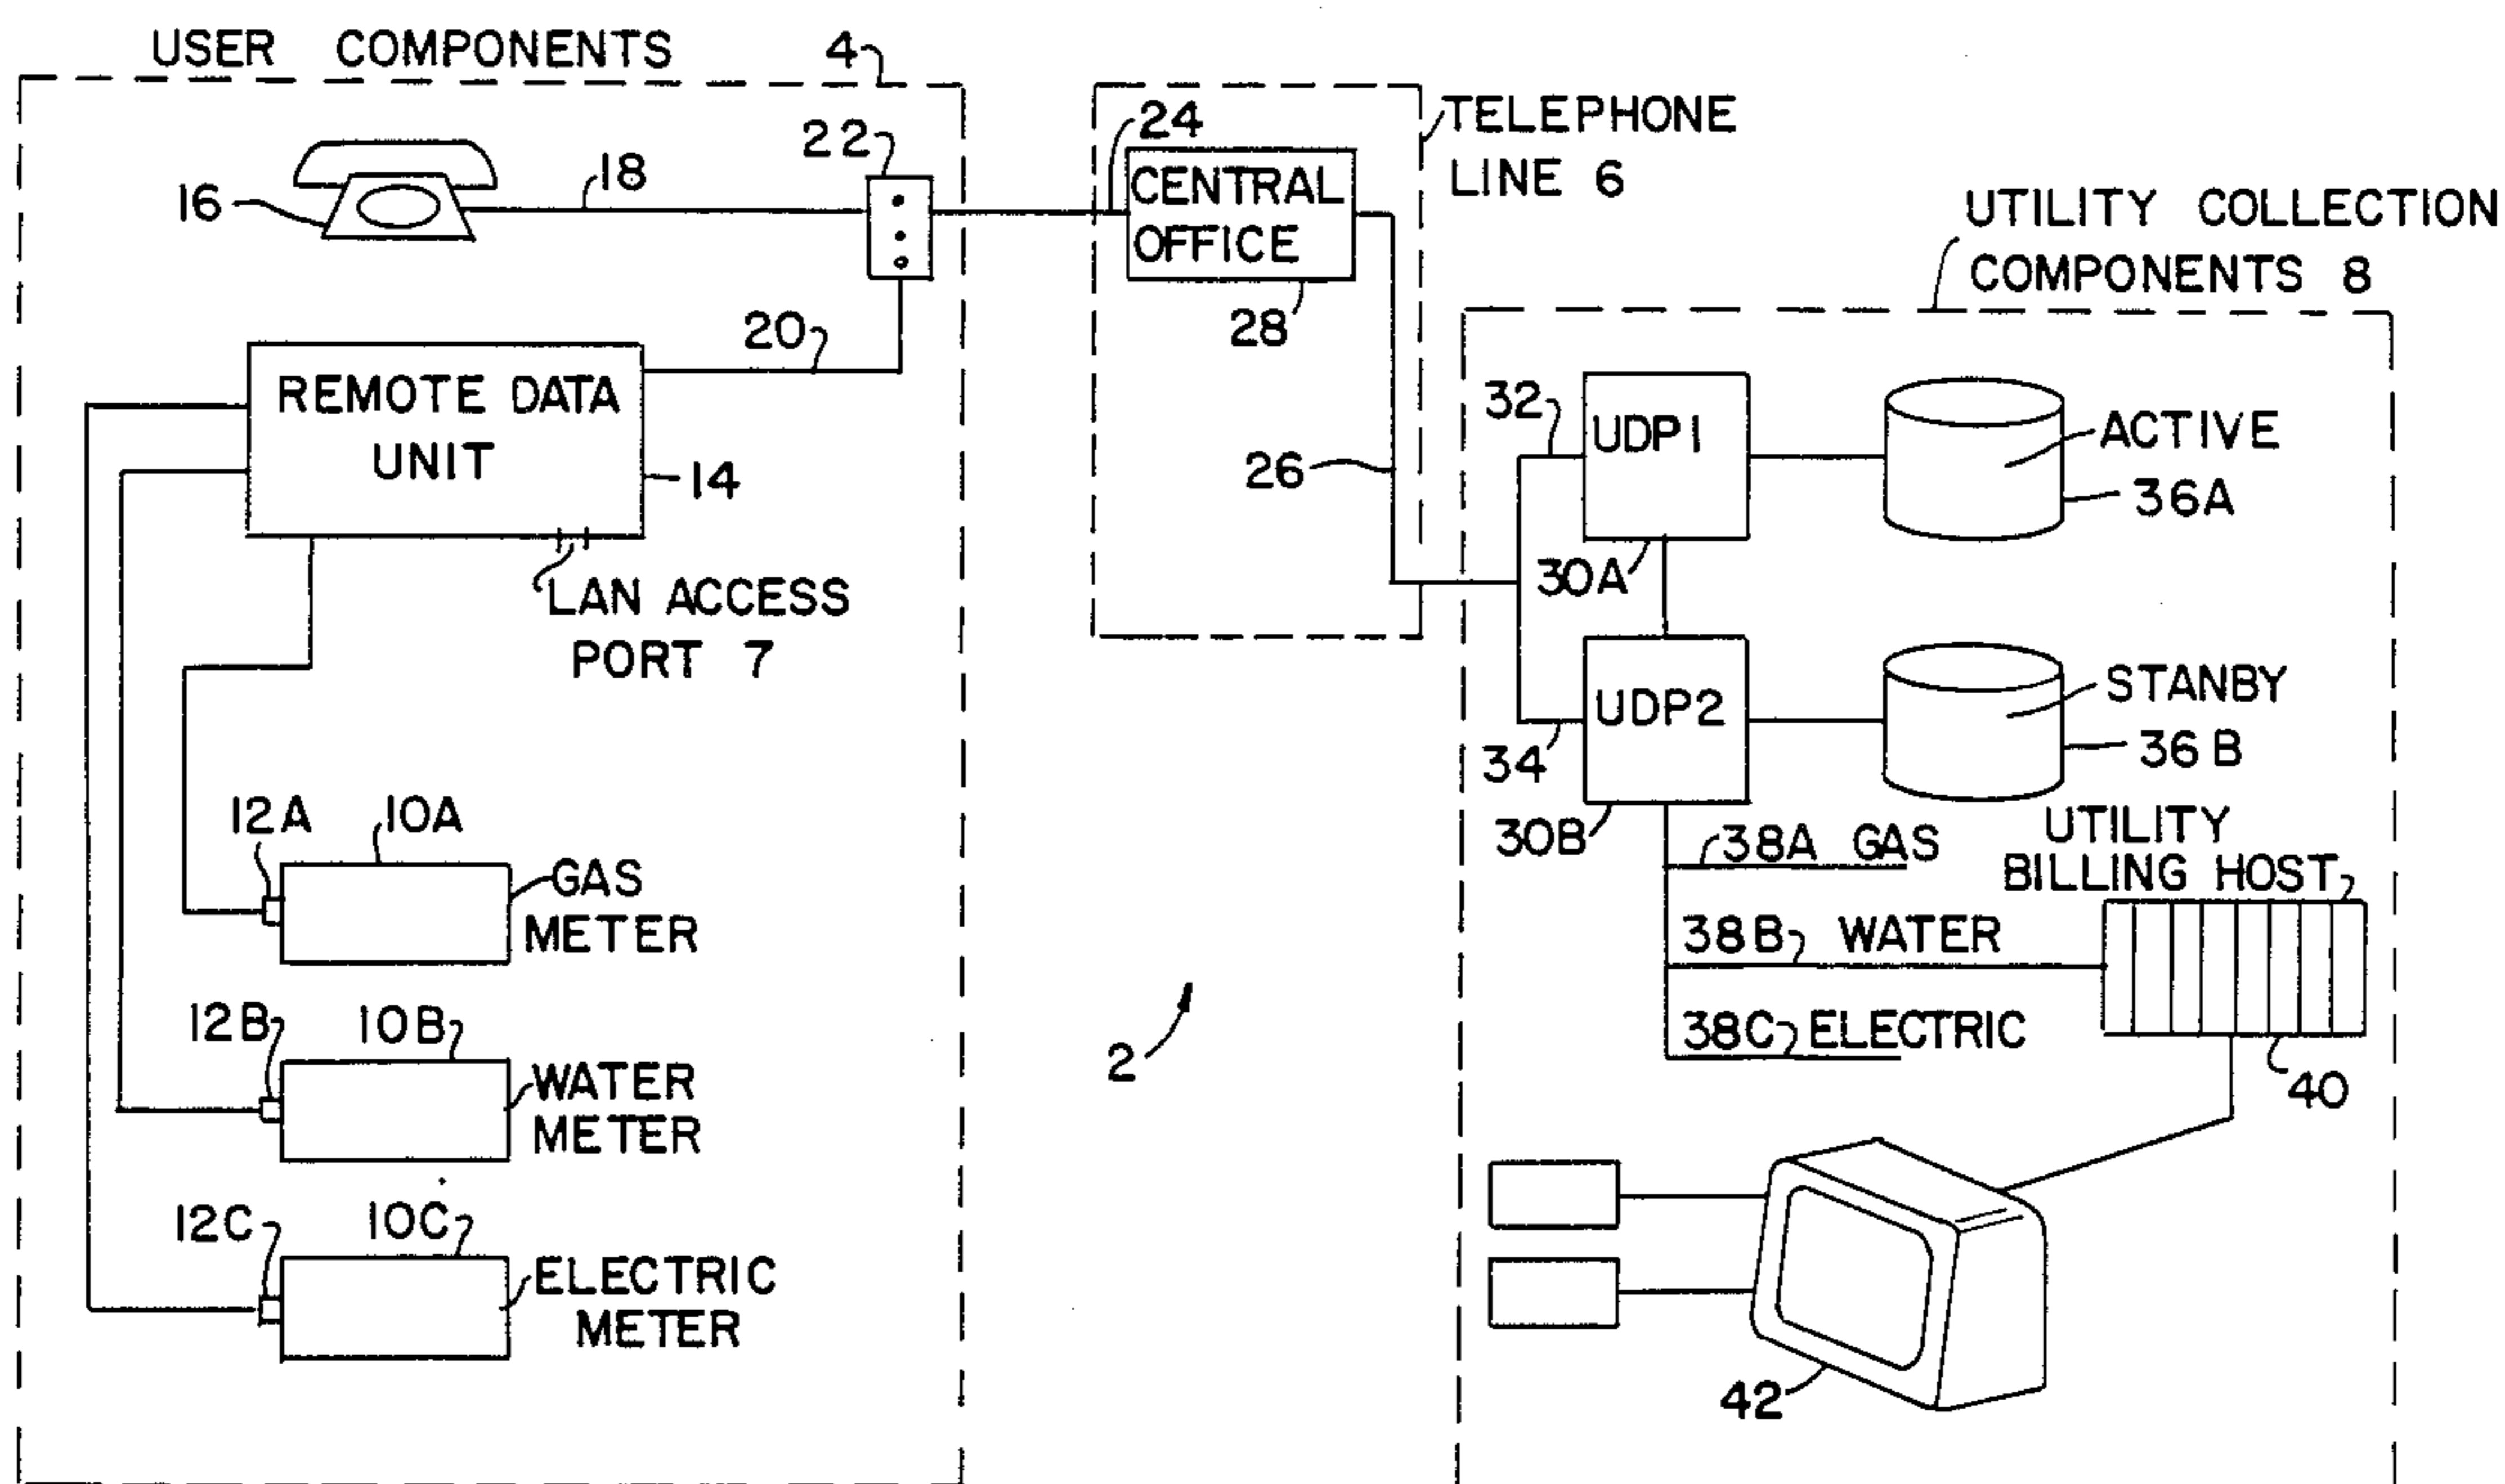 USER COMPONENTS
4
16
18
22
20
REMOTE DATA
UNIT
14
LAN ACCESS
PORT 7
12A
10A
GAS
METER
12B
10B
WATER
METER
12C
10C
ELECTRIC
METER
24
CENTRAL
OFFICE
28
26
TELEPHONE
LINE 6
2
UTILITY COLLECTION
COMPONENTS 8
32
UDP1
30A
ACTIVE
36A
34
UDP2
30B
STANBY
36B
38A GAS
38B WATER
38C ELECTRIC
UTILITY
BILLING HOST
40
42